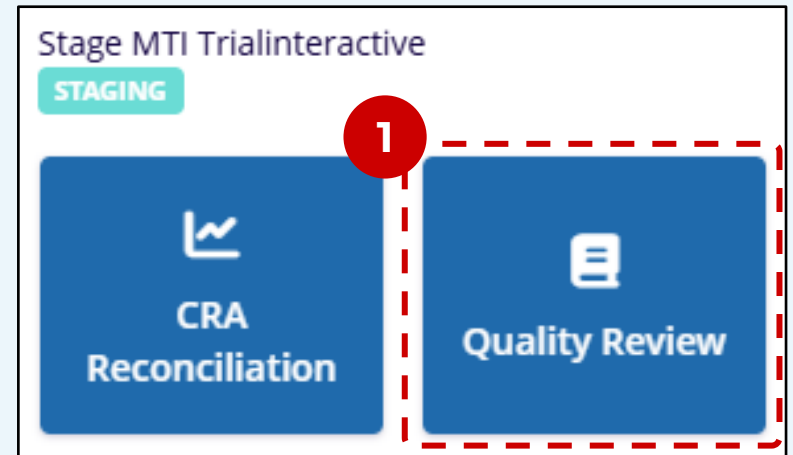 Stage MTI Trialinteractive
STAGING
1
CRA
Reconciliation
Quality Review